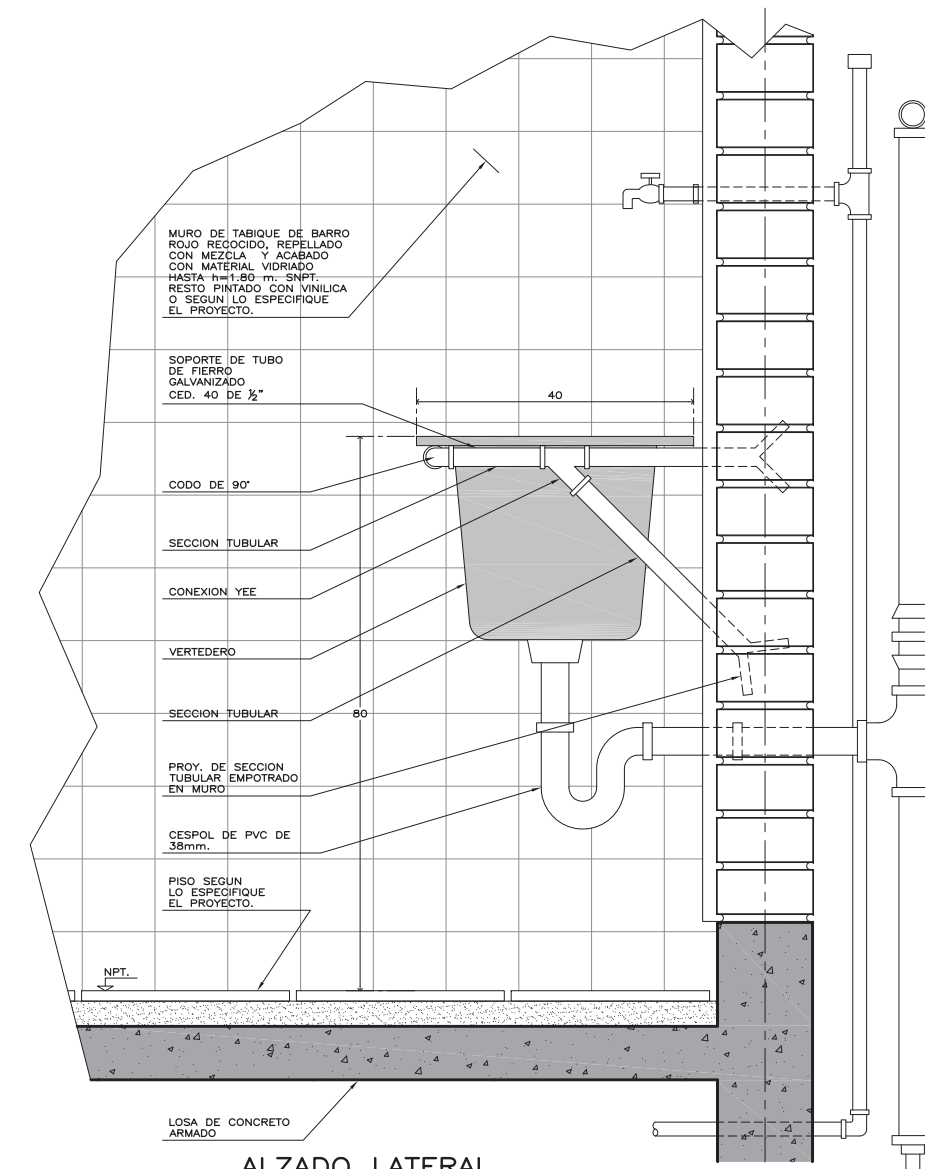 MURO DE TABIQUE DE BARRO
ROJO RECOCIDO, REPELLADO
CON MEZCLA Y ACABADO
CON MATERIAL VIDRIADO
HASTA h=1.80 m. SNPT.
RESTO PINTADO CON VINILICA
O SEGUN LO ESPECIFIQUE
EL PROYECTO.
SOPORTE DE TUBO
DE FIERRO
GALVANIZADO
CED. 40 DE ½"
40
CODO DE 90°
SECCION TUBULAR
CONEXION YEE
VERTEDERO
SECCION TUBULAR
80
PROY. DE SECCION
TUBULAR EMPOTRADO
EN MURO
CESPOL DE PVC DE
38mm.
PISO SEGUN
LO ESPECIFIQUE
EL PROYECTO.
NPT.
LOSA DE CONCRETO
ARMADO
ALZADO LATERAL